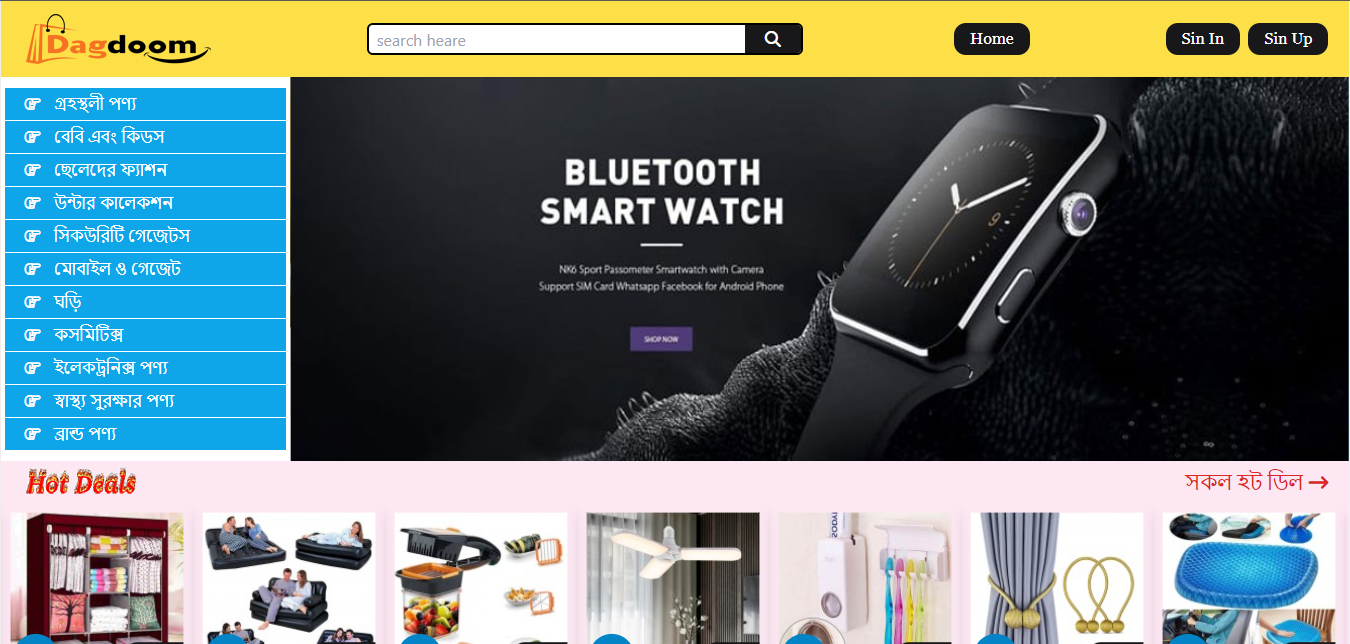 Dagdoom
search heare
Home
Sin In
Sin Up
গ্রহস্থলী পণ্য
বেবি এবং কিডস
ছেলেদের ফ্যাশন
উন্টার কালেকশন
সিকউরিটি গেজেটস
মোবাইল ও গেজেট
ঘড়ি
কসমিটিক্স
ইলেকট্রনিক্স পণ্য
স্বাস্থ্য সুরক্ষার পণ্য
ব্রান্ড পণ্য
BLUETOOTH
SMART WATCH
NK6 Sport Passometer Smartwatch with Camera
Support SIM Card Whatsapp Facebook for Android Phone
SHOP NOW
9
Hot Deals
সকল হট ডিল →